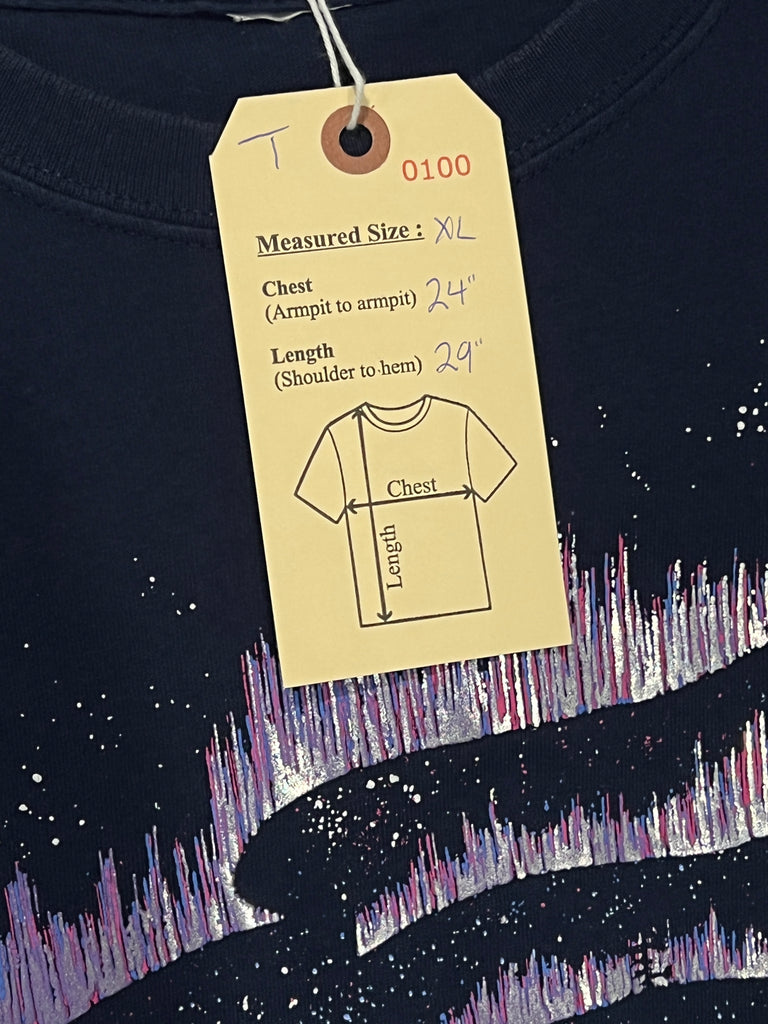 T
0100
Measured Size : XL
Chest
(Armpit to armpit) 24"
Length
(Shoulder to hem) 29"
Chest
Length